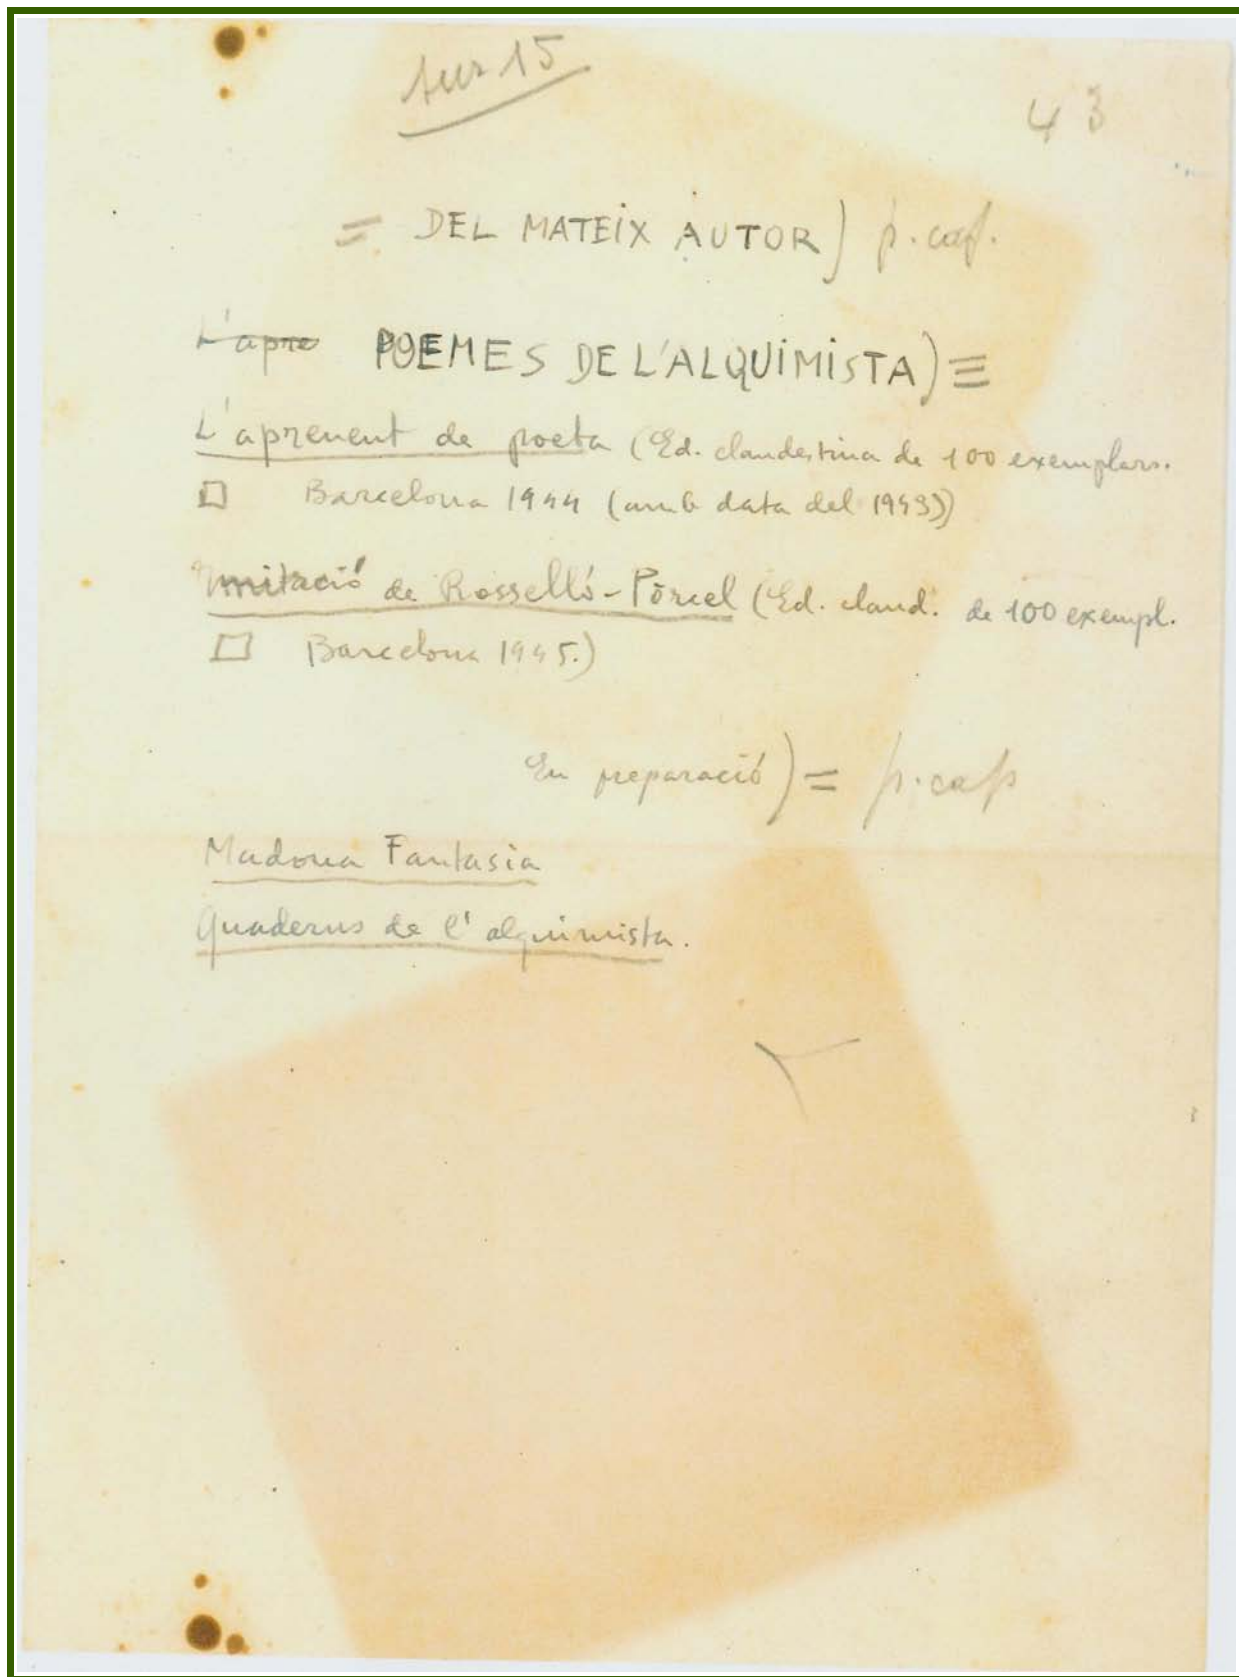 15
43
= DEL MATEIX AUTOR) p. cap.
L'apre POEMES DE L'ALQUIMISTA) ≡
L'aprenent de poeta (Ed. clandestina de 100 exemplars.
Barcelona 1944 (amb data del 1943))
Imitació de Rosselló-Pòrcel (Ed. cland. de 100 exempl.
Barcelona 1945.)
En preparació) = p. cap
Madona Fantasia
Quaderns de l'alquimista.